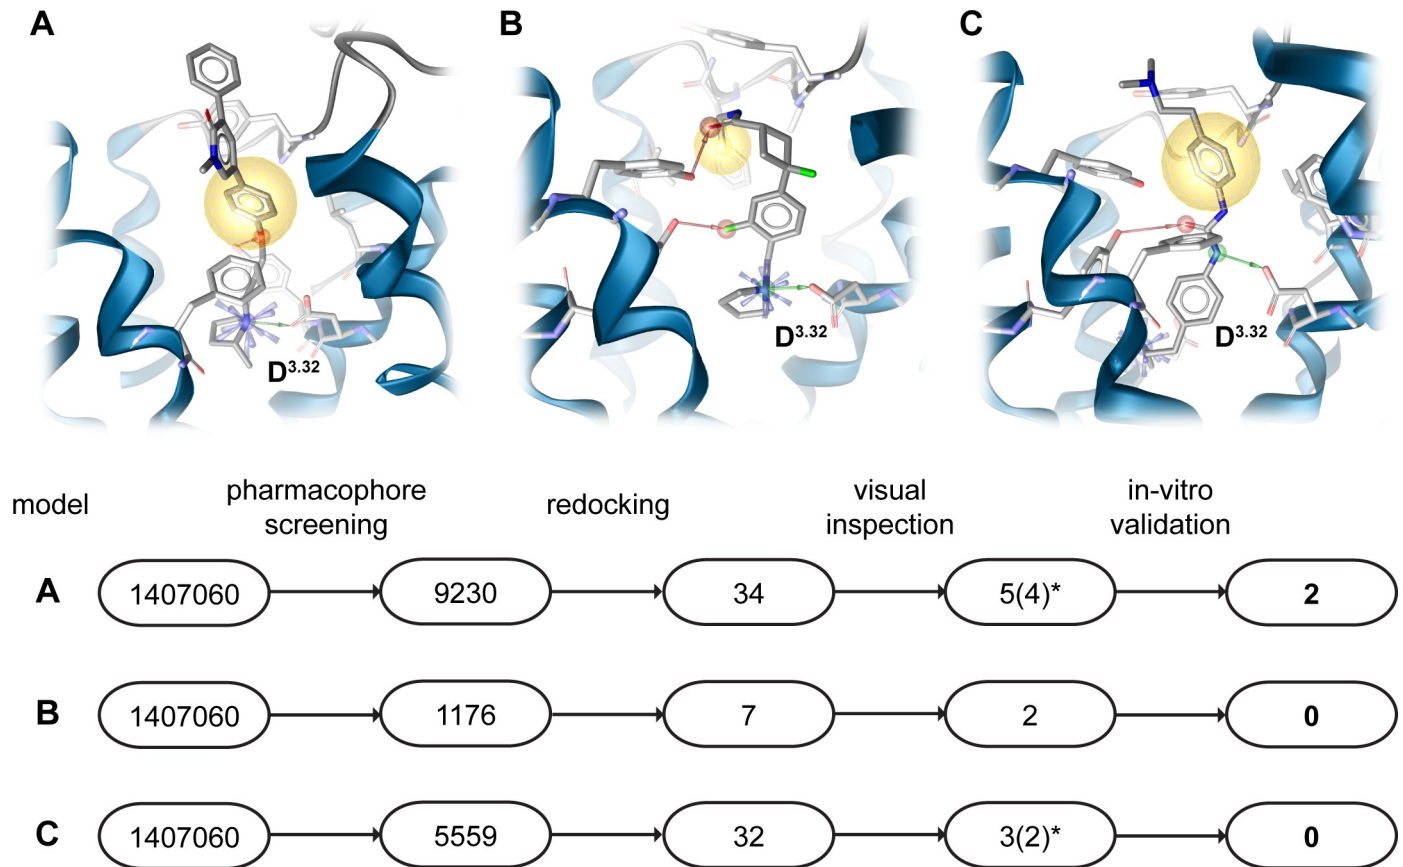 A B C
D3.32 D3.32 D3.32
model pharmacophore screening redocking visual inspection in-vitro validation
A 1407060 9230 34 5(4)* 2
B 1407060 1176 7 2 0
C 1407060 5559 32 3(2)* 0